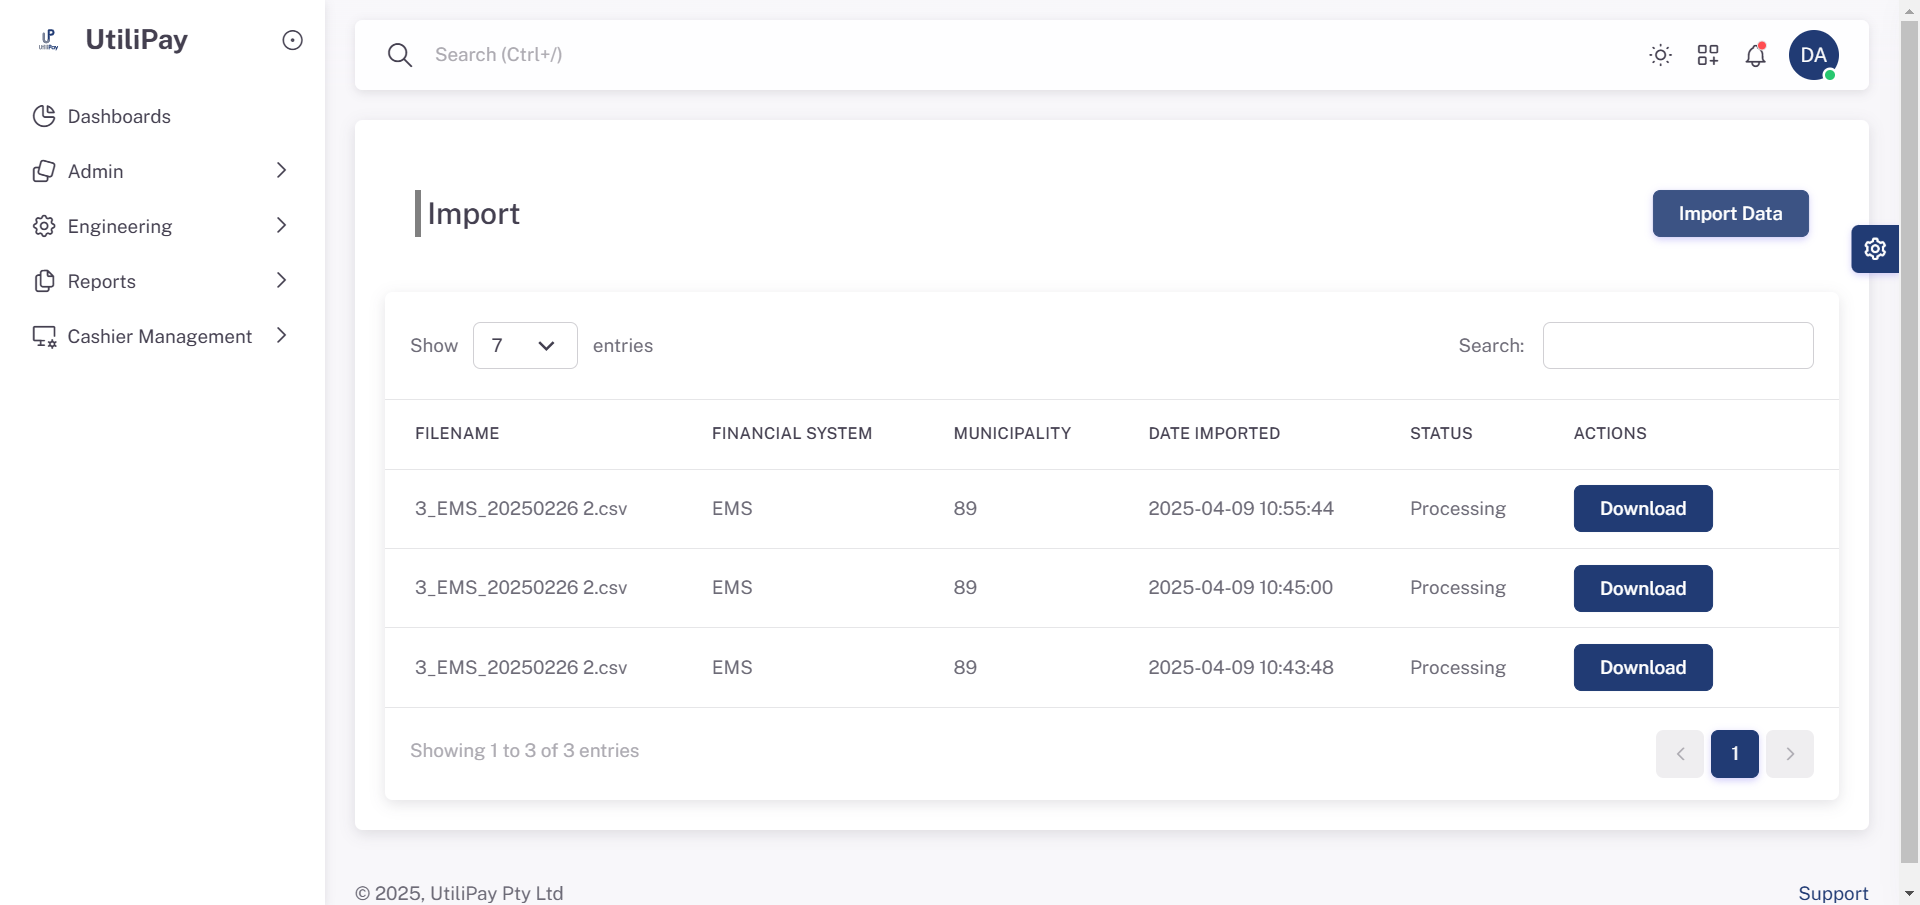 UP
UtiliPay
UtiliPay
Search (Ctrl+/)
DA
Dashboards
Admin
Engineering
Reports
Cashier Management
Import
Import Data
Show 7 entries
Search:
FILENAME FINANCIAL SYSTEM MUNICIPALITY DATE IMPORTED STATUS ACTIONS
3_EMS_20250226 2.csv EMS 89 2025-04-09 10:55:44 Processing Download
3_EMS_20250226 2.csv EMS 89 2025-04-09 10:45:00 Processing Download
3_EMS_20250226 2.csv EMS 89 2025-04-09 10:43:48 Processing Download
Showing 1 to 3 of 3 entries
1
© 2025, UtiliPay Pty Ltd
Support